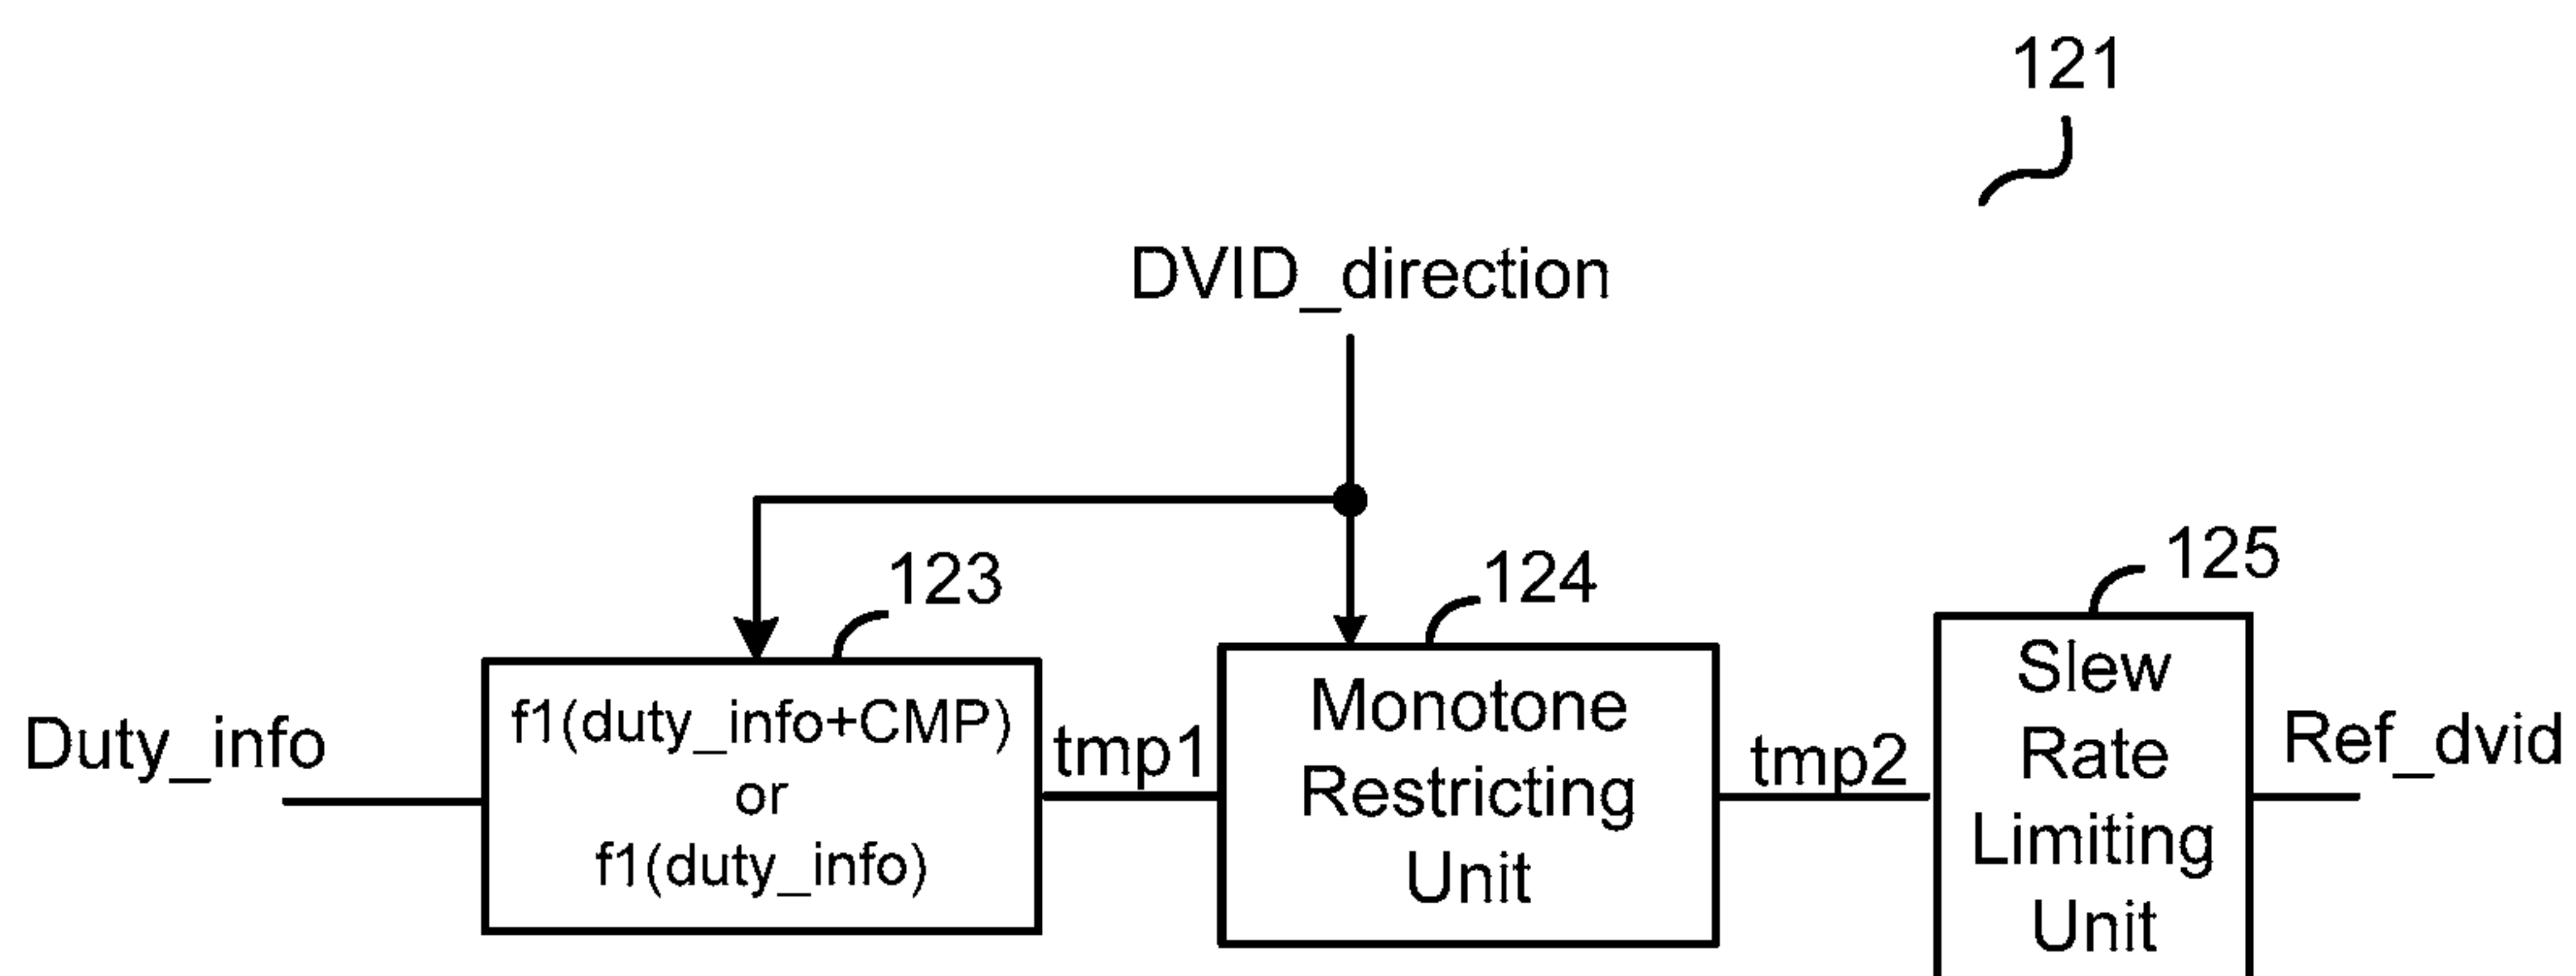 121
DVID_direction
123
124
125
Duty_info
f1(duty_info+CMP)
or
f1(duty_info)
tmp1
Monotone
Restricting
Unit
tmp2
Slew
Rate
Limiting
Unit
Ref_dvid